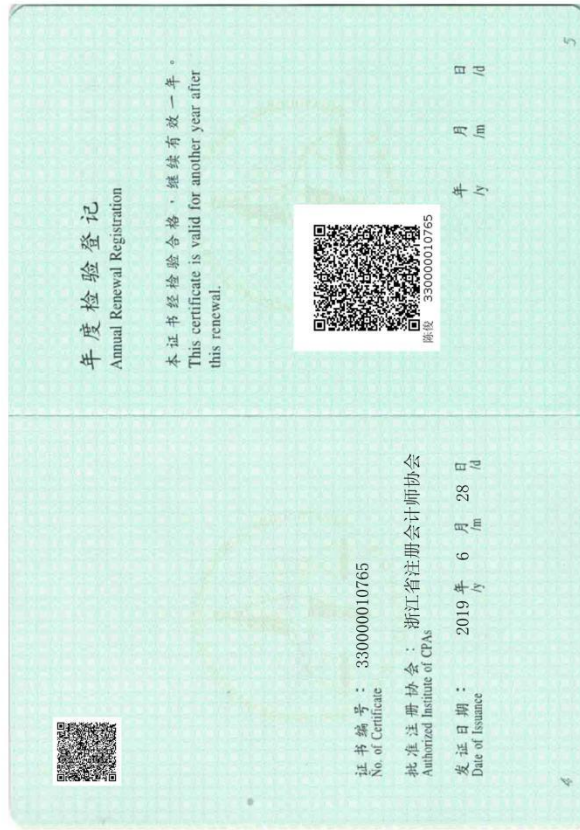 证书编号： 330000010765
No. of Certificate
批准注册协会： 浙江省注册会计师协会
Authorized Institute of CPAs
发证日期： 2019 年 6 月 28 日
Date of Issuance /y /m /d
4
年度检验登记
Annual Renewal Registration
本证书经检验合格，继续有效一年。
This certificate is valid for another year after
this renewal.
陈俊 330000010765
年 月 日
/y /m /d
5